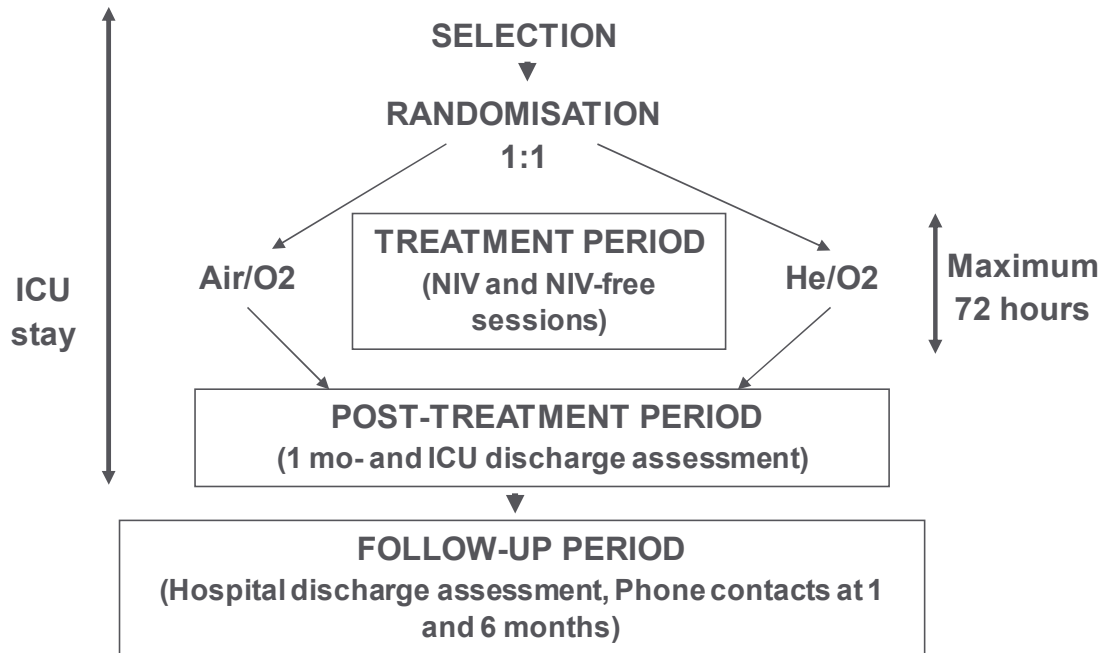 SELECTION
RANDOMISATION
1:1
TREATMENT PERIOD
(NIV and NIV-free
sessions)
Air/O2
He/O2
Maximum
72 hours
ICU
stay
POST-TREATMENT PERIOD
(1 mo- and ICU discharge assessment)
FOLLOW-UP PERIOD
(Hospital discharge assessment, Phone contacts at 1
and 6 months)